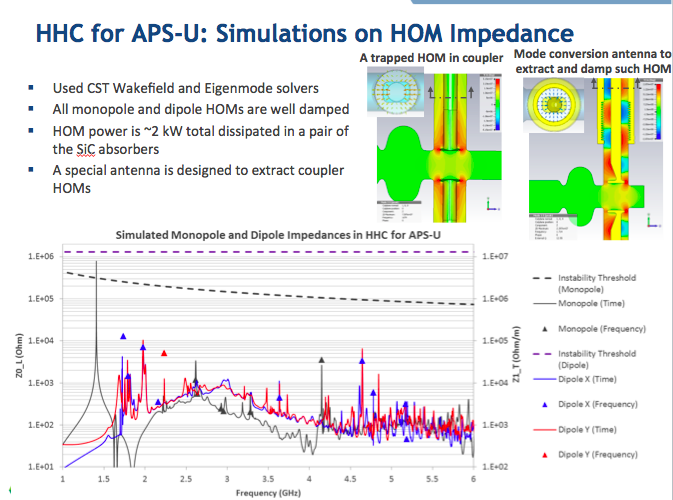 HHC for APS-U: Simulations on HOM Impedance
A trapped HOM in coupler
Mode conversion antenna to
extract and damp such HOM
Used CST Wakefield and Eigenmode solvers
All monopole and dipole HOMs are well damped
HOM power is ~2 kW total dissipated in a pair of
the SiC absorbers
A special antenna is designed to extract coupler
HOMs
Simulated Monopole and Dipole Impedances in HHC for APS-U
1.E+06
1.E+05
1.E+04
1.E+03
1.E+02
1.E+01
Z0_L (Ohm)
1.E+07
1.E+06
1.E+05
1.E+04
1.E+03
1.E+02
Z1_T (Ohm/m)
1 1.5 2 2.5 3 3.5 4 4.5 5 5.5 6
Frequency (GHz)
Instability Threshold
(Monopole)
Monopole (Time)
Monopole (Frequency)
Instability Threshold
(Dipole)
Dipole X (Time)
Dipole X (Frequency)
Dipole Y (Time)
Dipole Y (Frequency)